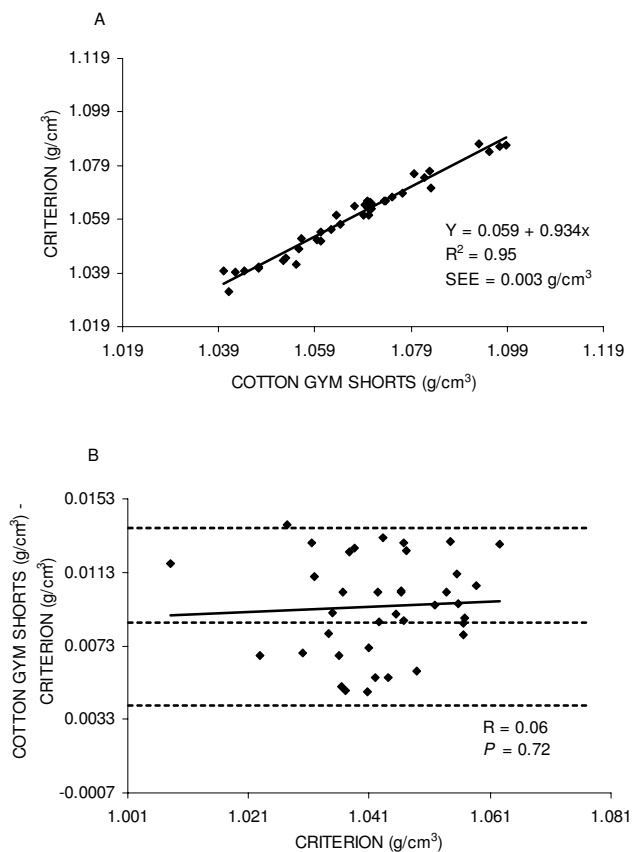 A
CRITERION (g/cm³)
1.119
1.099
1.079
1.059
1.039
1.019
Y = 0.059 + 0.934x
R² = 0.95
SEE = 0.003 g/cm³
1.019 1.039 1.059 1.079 1.099 1.119
COTTON GYM SHORTS (g/cm³)
B
COTTON GYM SHORTS (g/cm³) -
CRITERION (g/cm³)
0.0153
0.0113
0.0073
0.0033
-0.0007
R = 0.06
P = 0.72
1.001 1.021 1.041 1.061 1.081
CRITERION (g/cm³)